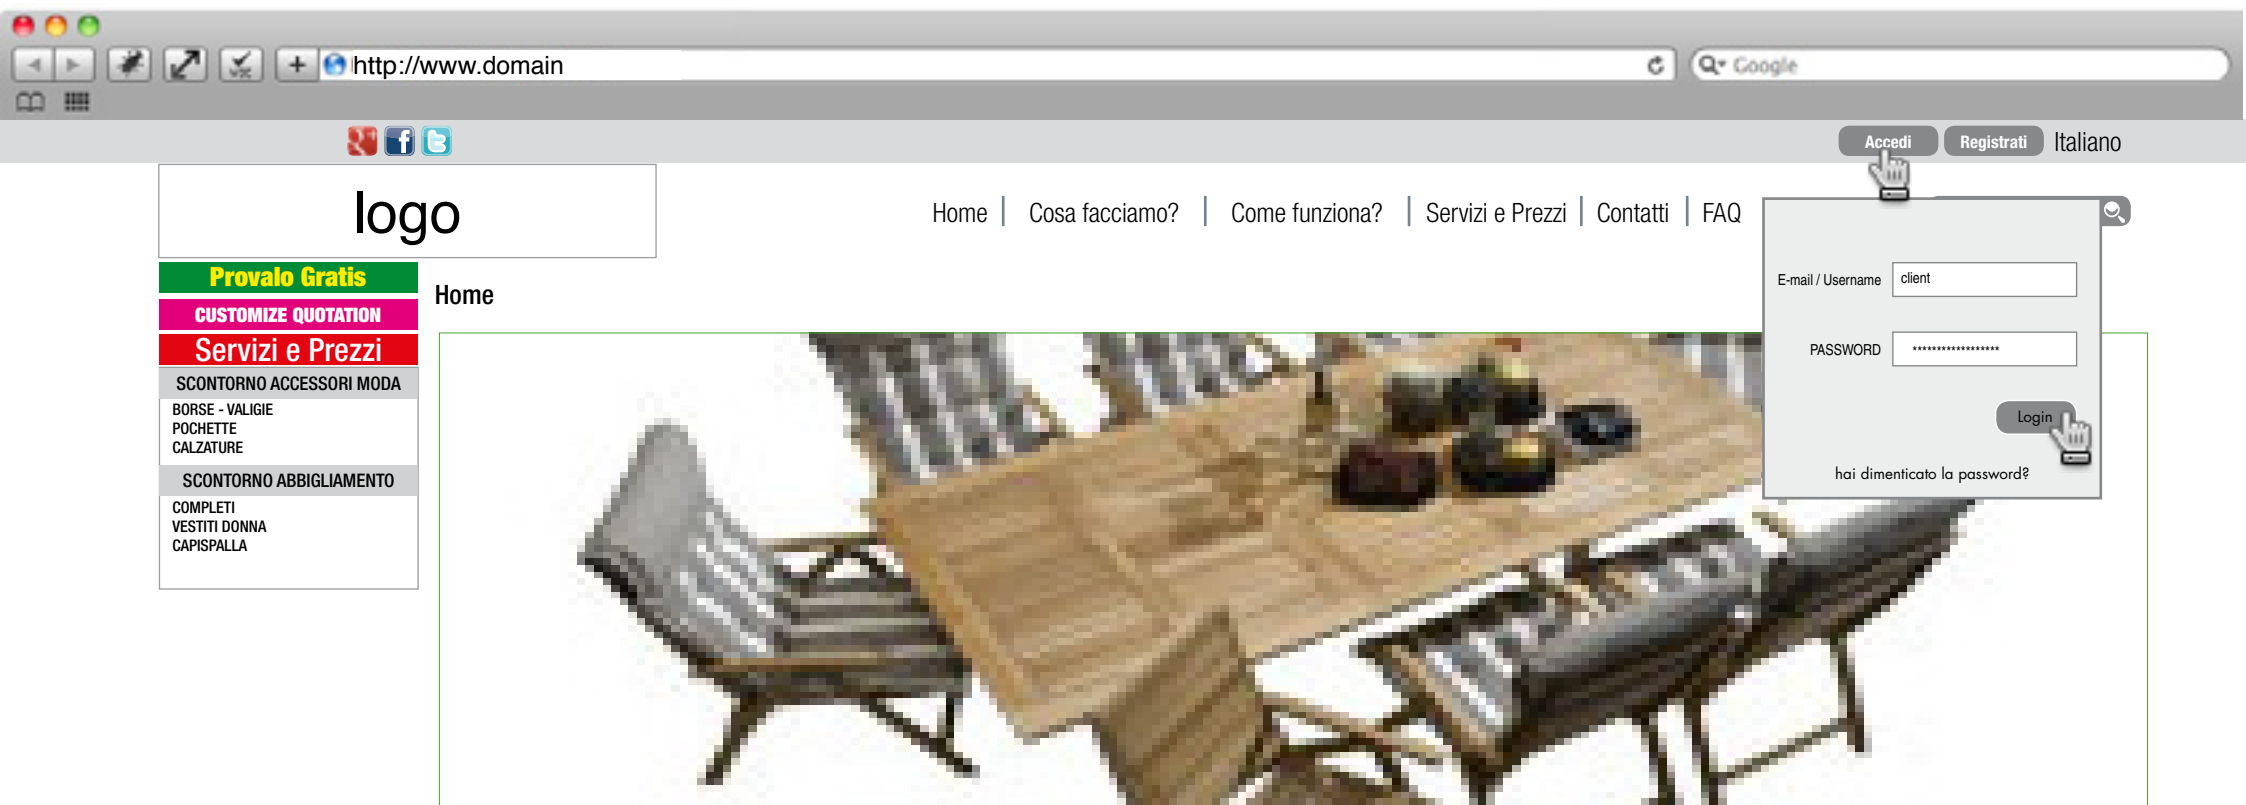 http://www.domain
Google
Accedi Registrati Italiano
logo
Home Cosa facciamo? Come funziona? Servizi e Prezzi Contatti FAQ
Provalo Gratis
CUSTOMIZE QUOTATION
Servizi e Prezzi
SCONTORNO ACCESSORI MODA
BORSE - VALIGIE
POCHETTE
CALZATURE
SCONTORNO ABBIGLIAMENTO
COMPLETI
VESTITI DONNA
CAPISPALLA
Home
E-mail / Username client
PASSWORD ******************
Login
hai dimenticato la password?